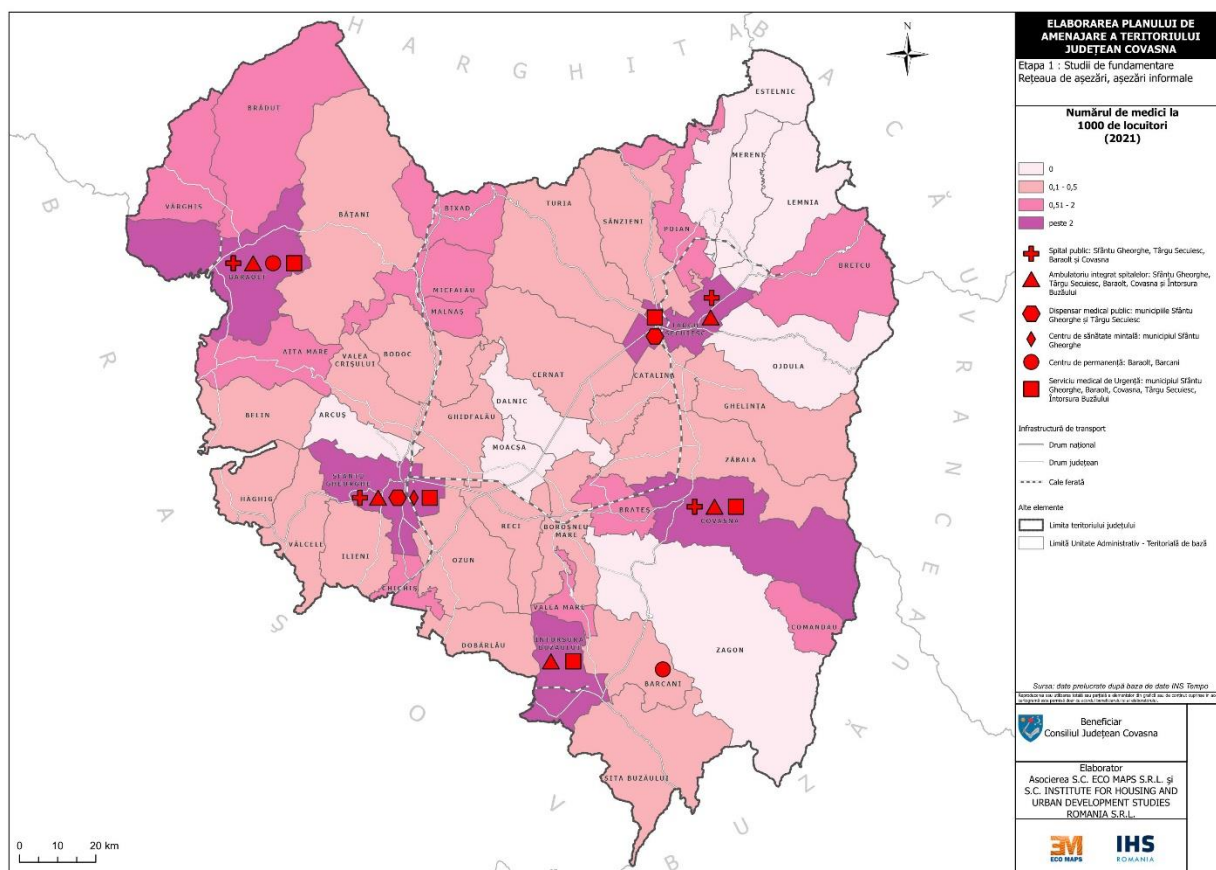 HARGHITA
BACĂU
VRANCEA
BUZĂU
BRAȘOV
N
ESTELNIC
BRĂDUT
MERENI
LEMNIA
VÂRGHIȘ
BĂȚANI
BIXAD
TURIA
SÂNZIENI
POIAN
BRETCU
BARAOLT
MICFALĂU
MALNAȘ
TÂRGU
SECUIESC
AITA MARE
VALEA
CRIȘULUI
BODOC
CERNAT
CATALINA
OJDULA
BELIN
ARCUȘ
GHIDFALĂU
DALNIC
GHELINȚA
MOACȘA
ZĂBALA
SFÂNTU
GHEORGHE
HĂGHIG
BRATEȘ
COVASNA
VÂLCELE
ILIENI
OZUN
RECI
BOROȘNEU
MARE
CHICHIȘ
VALLA MARE
COMANDĂU
DOBÂRLĂU
ÎNTORSURA
BUZĂULUI
ZAGON
BARCANI
SITA BUZĂULUI
0 10 20 km
ELABORAREA PLANULUI DE
AMENAJARE A TERITORIULUI
JUDEȚEAN COVASNA
Etapa 1 : Studii de fundamentare
Rețeaua de așezări, așezări informale
Numărul de medici la
1000 de locuitori
(2021)
0
0,1 - 0,5
0,51 - 2
peste 2
Spital public: Sfântu Gheorghe, Târgu Secuiesc,
Baraolt și Covasna
Ambulatoriu integrat spitalelor: Sfântu Gheorghe,
Târgu Secuiesc, Baraolt, Covasna și Întorsura
Buzăului
Dispensar medical public: municipiile Sfântu
Gheorghe și Târgu Secuiesc
Centru de sănătate mintală: municipiul Sfântu
Gheorghe
Centru de permanență: Baraolt, Barcani
Serviciu medical de Urgență: municipiul Sfântu
Gheorghe, Baraolt, Covasna, Târgu Secuiesc,
Întorsura Buzăului
Infrastructură de transport
Drum național
Drum județean
Cale ferată
Alte elemente
Limita teritoriului județului
Limită Unitate Administrativ - Teritorială de bază
Sursa: date prelucrate după baza de date INS Tempo
Beneficiar
Consiliul Județean Covasna
Elaborator
Asocierea S.C. ECO MAPS S.R.L. și
S.C. INSTITUTE FOR HOUSING AND
URBAN DEVELOPMENT STUDIES
ROMANIA S.R.L.
ECO MAPS
IHS
ROMANIA